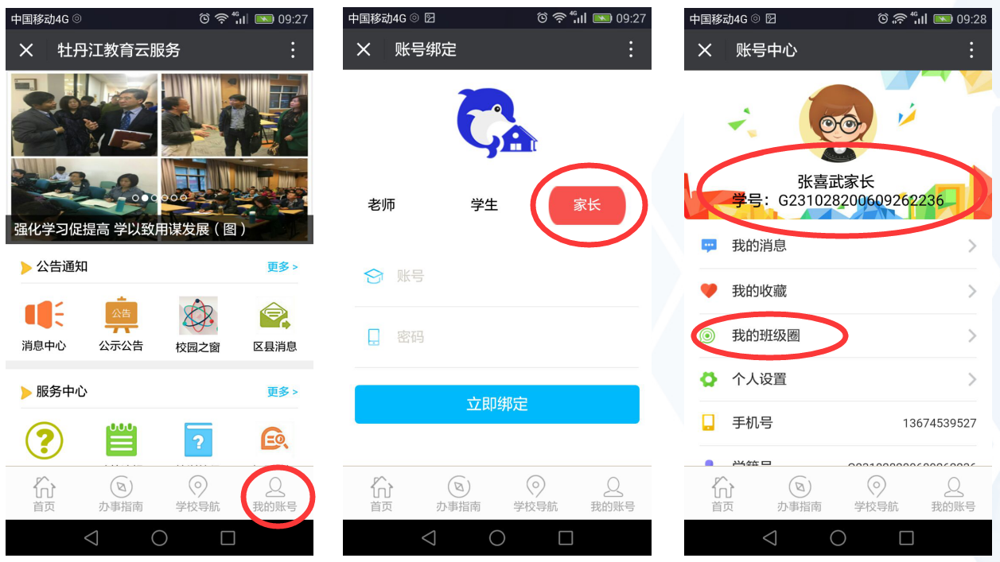 中国移动4G
4G
09:27
牡丹江教育云服务
强化学习促提高 学以致用谋发展（图）
公告通知
更多 >
公告
消息中心
公示公告
校园之窗
区县消息
服务中心
更多 >
首页
办事指南
学校导航
我的账号
中国移动4G
4G
09:27
账号绑定
老师
学生
家长
账号
密码
立即绑定
首页
办事指南
学校导航
我的账号
中国移动4G
4G
09:28
账号中心
张喜武家长
学号：G231028200609262236
我的消息
我的收藏
我的班级圈
个人设置
手机号
13674539527
首页
办事指南
学校导航
我的账号